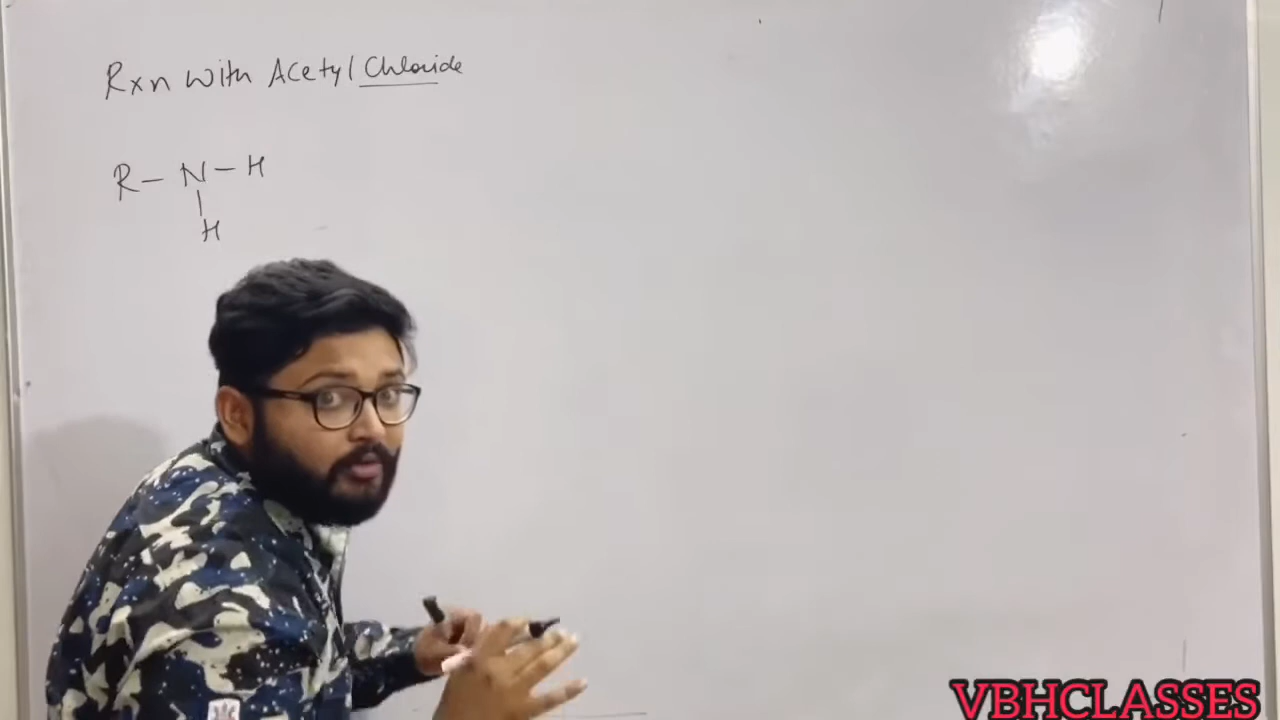 Rxn with Acetyl Chloride
R - N - H
|
H
VBHCLASSES